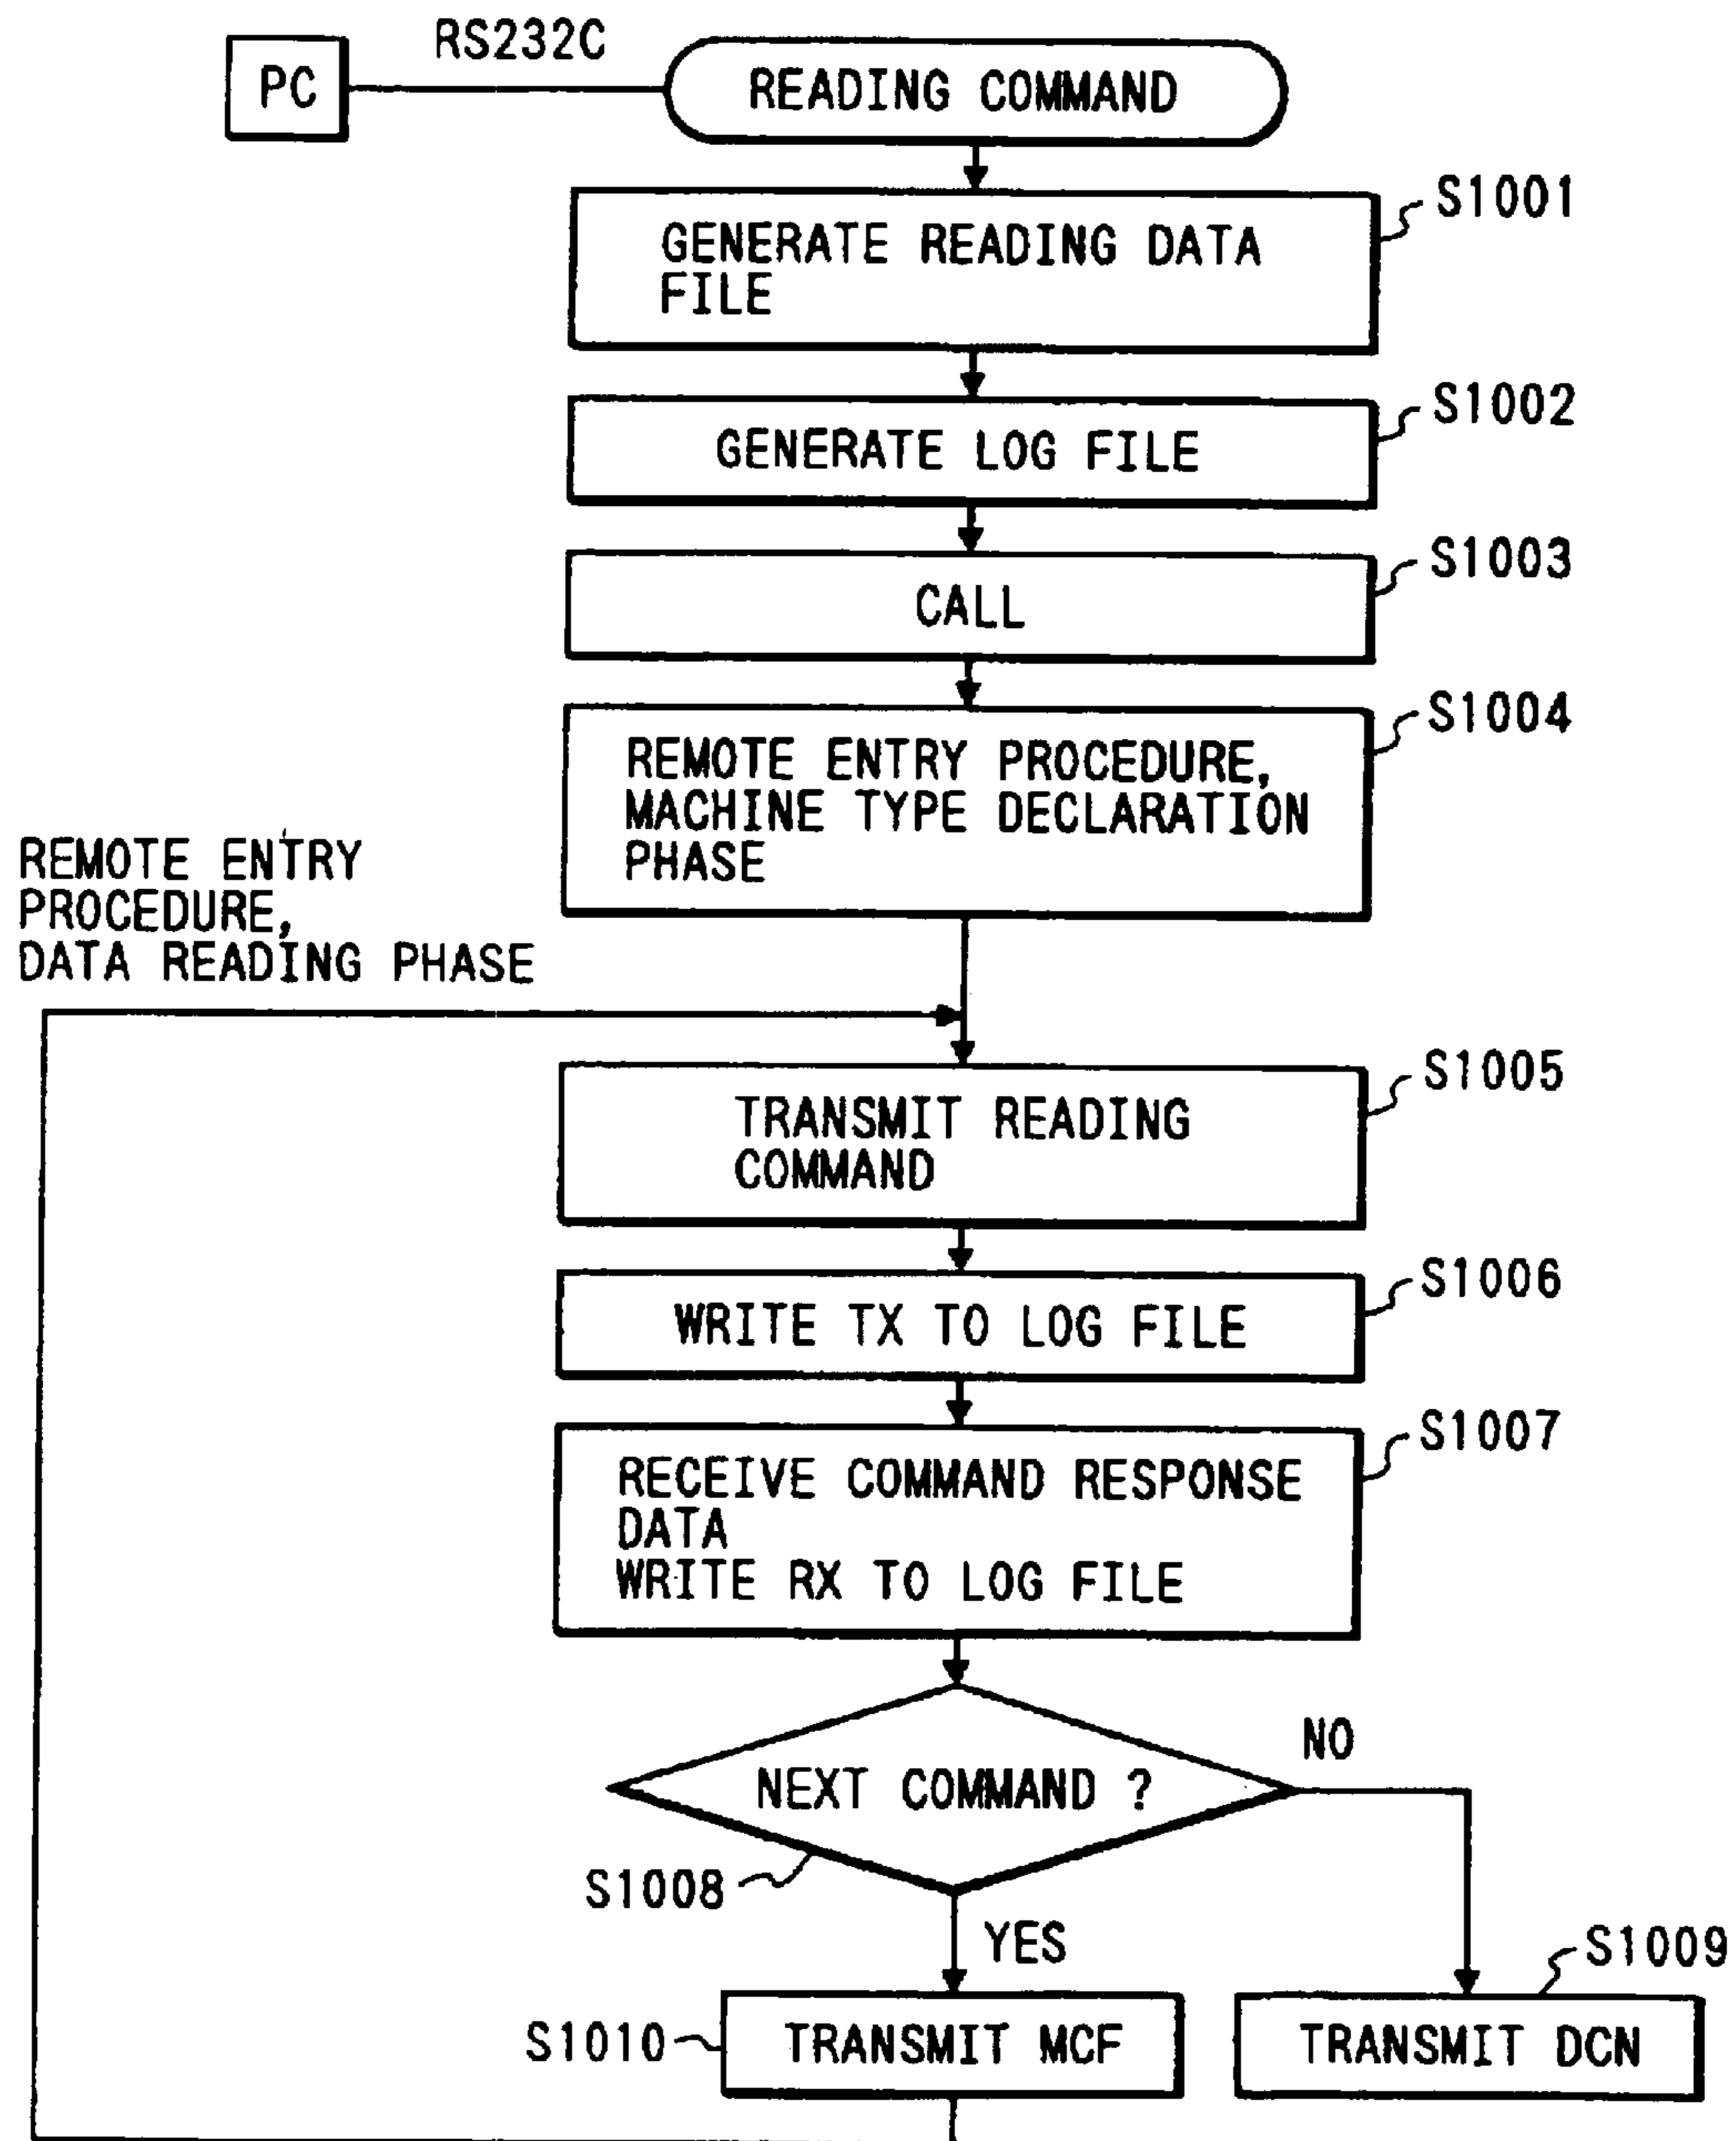 RS232C
PC
READING COMMAND
S1001
GENERATE READING DATA
FILE
S1002
GENERATE LOG FILE
S1003
CALL
S1004
REMOTE ENTRY PROCEDURE,
MACHINE TYPE DECLARATION
PHASE
REMOTE ENTRY
PROCEDURE,
DATA READING PHASE
S1005
TRANSMIT READING
COMMAND
S1006
WRITE TX TO LOG FILE
S1007
RECEIVE COMMAND RESPONSE
DATA
WRITE RX TO LOG FILE
NO
NEXT COMMAND ?
S1008
YES
S1009
S1010
TRANSMIT MCF
TRANSMIT DCN